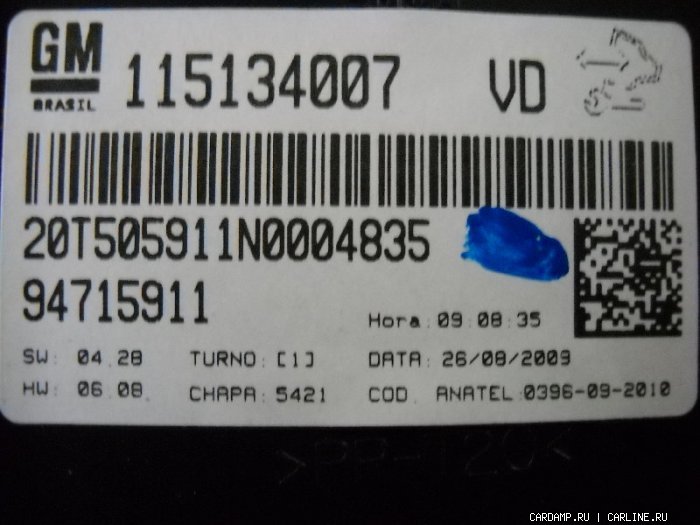 GM
BRASIL
115134007 VD
20T505911N0004835
94715911
Hora: 09:08:35
SW: 04.28 TURNO: [1] DATA: 26/08/2009
HW: 06.08. CHAPA: 5421 COD. ANATEL:0396-09-2010
CARDAMP.RU | CARLINE.RU